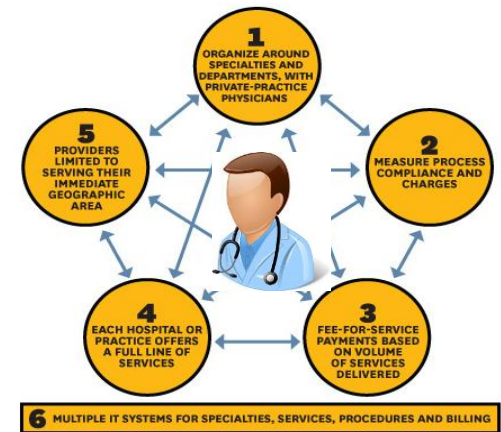 1
ORGANIZE AROUND
SPECIALTIES AND
DEPARTMENTS, WITH
PRIVATE-PRACTICE
PHYSICIANS
2
MEASURE PROCESS
COMPLIANCE AND
CHARGES
3
FEE-FOR-SERVICE
PAYMENTS BASED
ON VOLUME
OF SERVICES
DELIVERED
4
EACH HOSPITAL OR
PRACTICE OFFERS
A FULL LINE OF
SERVICES
5
PROVIDERS
LIMITED TO
SERVING THEIR
IMMEDIATE
GEOGRAPHIC
AREA
6 MULTIPLE IT SYSTEMS FOR SPECIALTIES, SERVICES, PROCEDURES AND BILLING